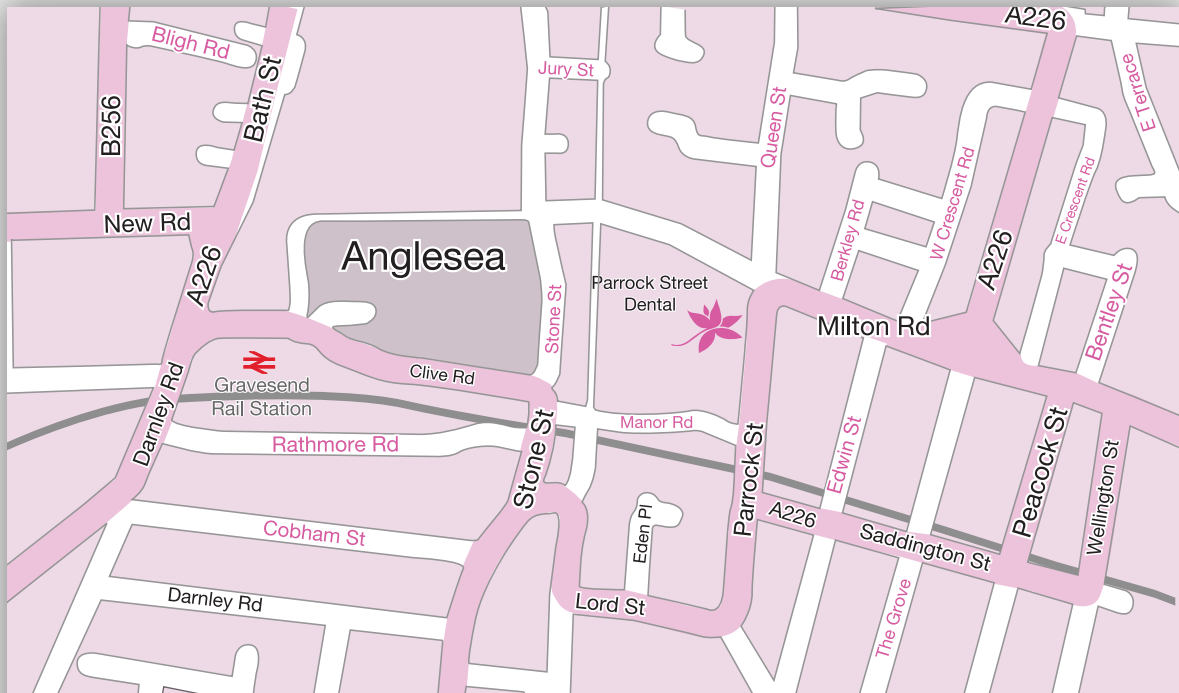 A226
Bligh Rd
Bath St
Jury St
E Terrace
B256
Queen St
W Crescent Rd
E Crescent Rd
New Rd
Berkley Rd
Anglesea
A226
A226
Parrock Street
Dental
Stone St
Bentley St
Milton Rd
Gravesend
Rail Station
Clive Rd
Darnley Rd
Manor Rd
Rathmore Rd
Stone St
Edwin St
Parrock St
Peacock St
Wellington St
A226
Cobham St
Eden Pl
Saddington St
Darnley Rd
Lord St
The Grove